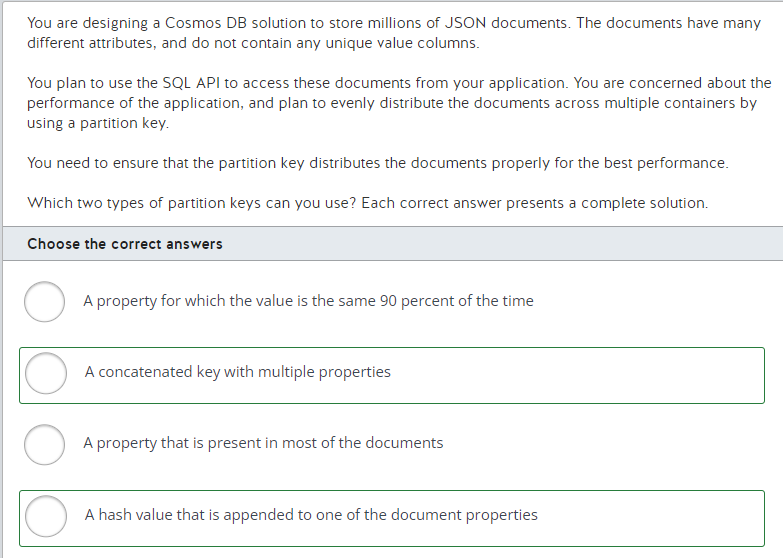 You are designing a Cosmos DB solution to store millions of JSON documents. The documents have many
different attributes, and do not contain any unique value columns.
You plan to use the SQL API to access these documents from your application. You are concerned about the
performance of the application, and plan to evenly distribute the documents across multiple containers by
using a partition key.
You need to ensure that the partition key distributes the documents properly for the best performance.
Which two types of partition keys can you use? Each correct answer presents a complete solution.
Choose the correct answers
A property for which the value is the same 90 percent of the time
A concatenated key with multiple properties
A property that is present in most of the documents
A hash value that is appended to one of the document properties